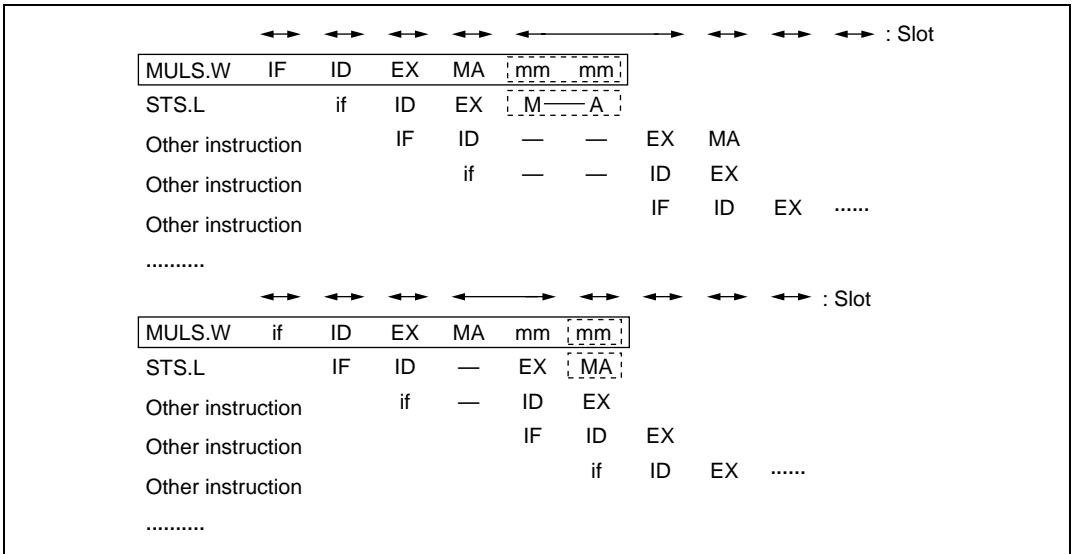 : Slot
MULS.W IF ID EX MA mm mm
STS.L if ID EX M — A
Other instruction IF ID — — EX MA
Other instruction if — — ID EX
Other instruction IF ID EX ......
..........
: Slot
MULS.W if ID EX MA mm mm
STS.L IF ID — EX MA
Other instruction if — ID EX
Other instruction IF ID EX
Other instruction if ID EX ......
..........